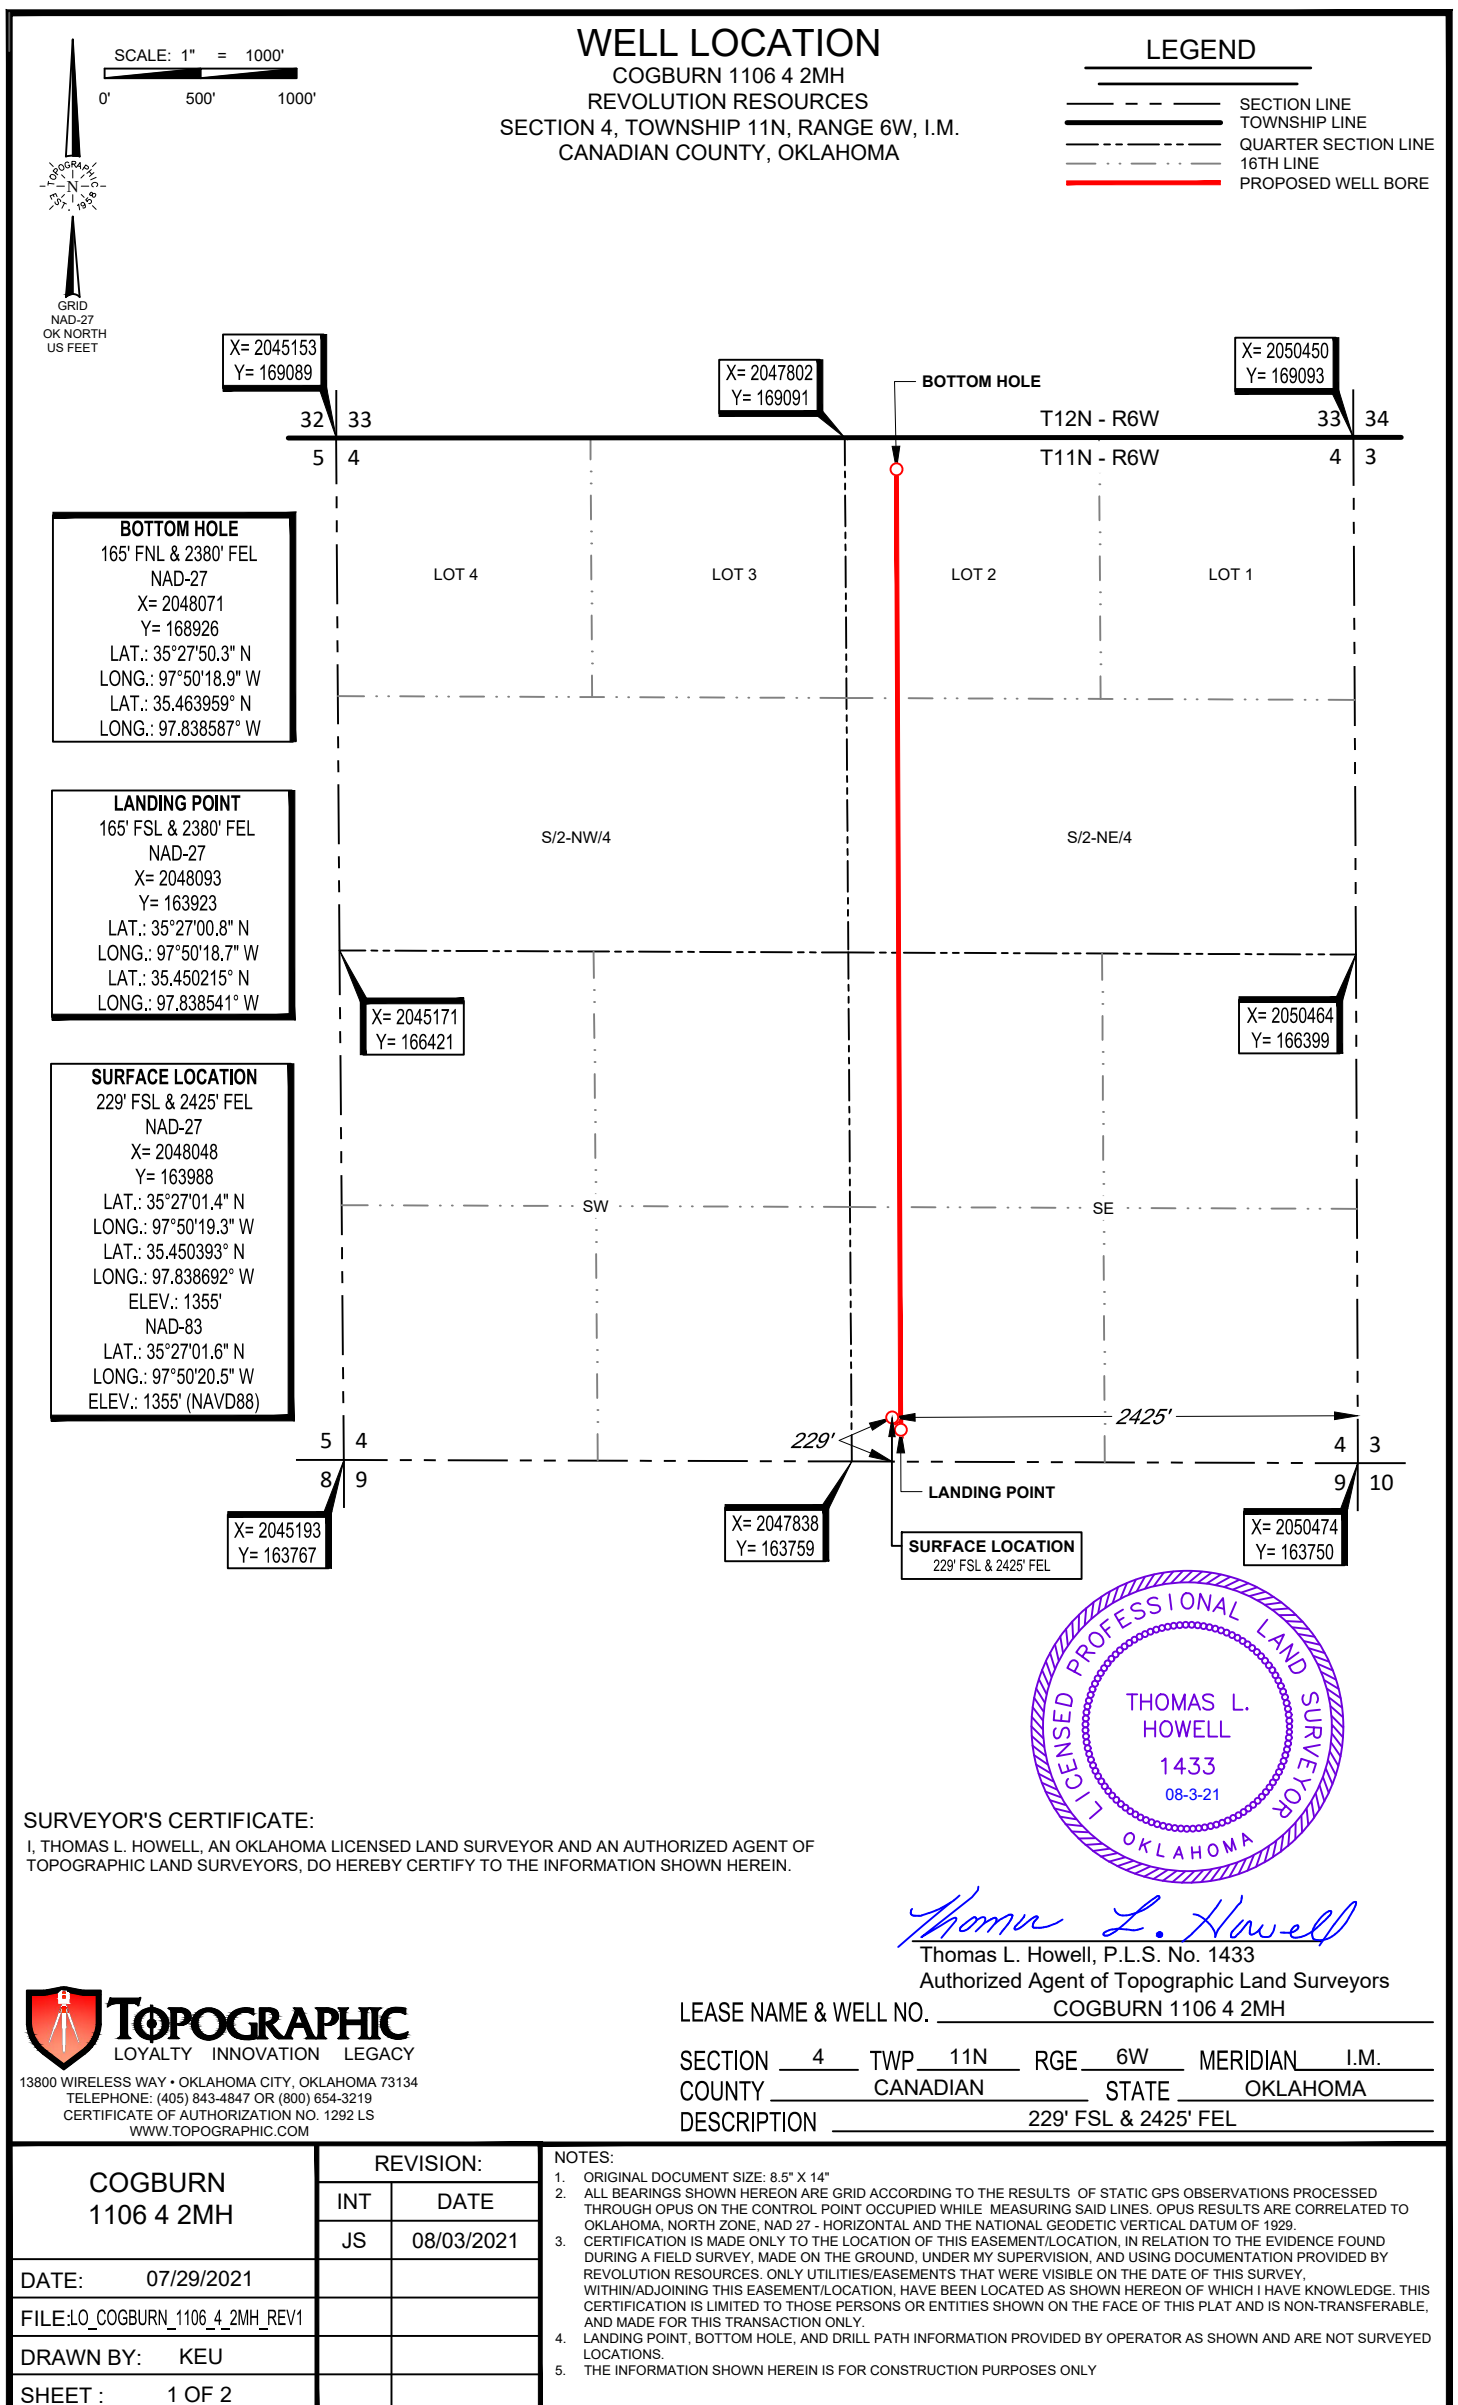 WELL LOCATION
COGBURN 1106 4 2MH
REVOLUTION RESOURCES
SECTION 4, TOWNSHIP 11N, RANGE 6W, I.M.
CANADIAN COUNTY, OKLAHOMA
SCALE: 1" = 1000'
0' 500' 1000'
TOPOGRAPHIC
N
EST. 1958
GRID
NAD-27
OK NORTH
US FEET
LEGEND
SECTION LINE
TOWNSHIP LINE
QUARTER SECTION LINE
16TH LINE
PROPOSED WELL BORE
X= 2045153
Y= 169089
X= 2047802
Y= 169091
X= 2050450
Y= 169093
BOTTOM HOLE
32 33
T12N - R6W
33 34
5 4
T11N - R6W
4 3
BOTTOM HOLE
165' FNL & 2380' FEL
NAD-27
X= 2048071
Y= 168926
LAT.: 35°27'50.3" N
LONG.: 97°50'18.9" W
LAT.: 35.463959° N
LONG.: 97.838587° W
LOT 4
LOT 3
LOT 2
LOT 1
LANDING POINT
165' FSL & 2380' FEL
NAD-27
X= 2048093
Y= 163923
LAT.: 35°27'00.8" N
LONG.: 97°50'18.7" W
LAT.: 35.450215° N
LONG.: 97.838541° W
S/2-NW/4
S/2-NE/4
X= 2045171
Y= 166421
X= 2050464
Y= 166399
SURFACE LOCATION
229' FSL & 2425' FEL
NAD-27
X= 2048048
Y= 163988
LAT.: 35°27'01.4" N
LONG.: 97°50'19.3" W
LAT.: 35.450393° N
LONG.: 97.838692° W
ELEV.: 1355'
NAD-83
LAT.: 35°27'01.6" N
LONG.: 97°50'20.5" W
ELEV.: 1355' (NAVD88)
SW
SE
2425'
229'
5 4
8 9
4 3
9 10
LANDING POINT
X= 2045193
Y= 163767
X= 2047838
Y= 163759
SURFACE LOCATION
229' FSL & 2425' FEL
X= 2050474
Y= 163750
LICENSED PROFESSIONAL LAND SURVEYOR
THOMAS L.
HOWELL
1433
08-3-21
OKLAHOMA
SURVEYOR'S CERTIFICATE:
I, THOMAS L. HOWELL, AN OKLAHOMA LICENSED LAND SURVEYOR AND AN AUTHORIZED AGENT OF
TOPOGRAPHIC LAND SURVEYORS, DO HEREBY CERTIFY TO THE INFORMATION SHOWN HEREIN.
Thomas L. Howell
Thomas L. Howell, P.L.S. No. 1433
Authorized Agent of Topographic Land Surveyors
TOPOGRAPHIC
LOYALTY INNOVATION LEGACY
13800 WIRELESS WAY • OKLAHOMA CITY, OKLAHOMA 73134
TELEPHONE: (405) 843-4847 OR (800) 654-3219
CERTIFICATE OF AUTHORIZATION NO. 1292 LS
WWW.TOPOGRAPHIC.COM
LEASE NAME & WELL NO. COGBURN 1106 4 2MH
SECTION 4 TWP 11N RGE 6W MERIDIAN I.M.
COUNTY CANADIAN STATE OKLAHOMA
DESCRIPTION 229' FSL & 2425' FEL
COGBURN
1106 4 2MH
DATE: 07/29/2021
FILE:LO_COGBURN_1106_4_2MH_REV1
DRAWN BY: KEU
SHEET : 1 OF 2
REVISION:
INT DATE
JS 08/03/2021
NOTES:
1. ORIGINAL DOCUMENT SIZE: 8.5" X 14"
2. ALL BEARINGS SHOWN HEREON ARE GRID ACCORDING TO THE RESULTS OF STATIC GPS OBSERVATIONS PROCESSED
THROUGH OPUS ON THE CONTROL POINT OCCUPIED WHILE MEASURING SAID LINES. OPUS RESULTS ARE CORRELATED TO
OKLAHOMA, NORTH ZONE, NAD 27 - HORIZONTAL AND THE NATIONAL GEODETIC VERTICAL DATUM OF 1929.
3. CERTIFICATION IS MADE ONLY TO THE LOCATION OF THIS EASEMENT/LOCATION, IN RELATION TO THE EVIDENCE FOUND
DURING A FIELD SURVEY, MADE ON THE GROUND, UNDER MY SUPERVISION, AND USING DOCUMENTATION PROVIDED BY
REVOLUTION RESOURCES. ONLY UTILITIES/EASEMENTS THAT WERE VISIBLE ON THE DATE OF THIS SURVEY,
WITHIN/ADJOINING THIS EASEMENT/LOCATION, HAVE BEEN LOCATED AS SHOWN HEREON OF WHICH I HAVE KNOWLEDGE. THIS
CERTIFICATION IS LIMITED TO THOSE PERSONS OR ENTITIES SHOWN ON THE FACE OF THIS PLAT AND IS NON-TRANSFERABLE,
AND MADE FOR THIS TRANSACTION ONLY.
4. LANDING POINT, BOTTOM HOLE, AND DRILL PATH INFORMATION PROVIDED BY OPERATOR AS SHOWN AND ARE NOT SURVEYED
LOCATIONS.
5. THE INFORMATION SHOWN HEREIN IS FOR CONSTRUCTION PURPOSES ONLY